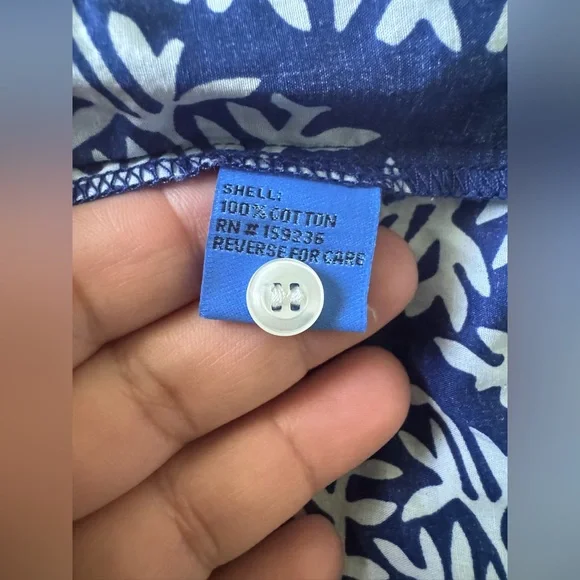 SHELL:
100% COTTON
RN # 159236
REVERSE FOR CARE